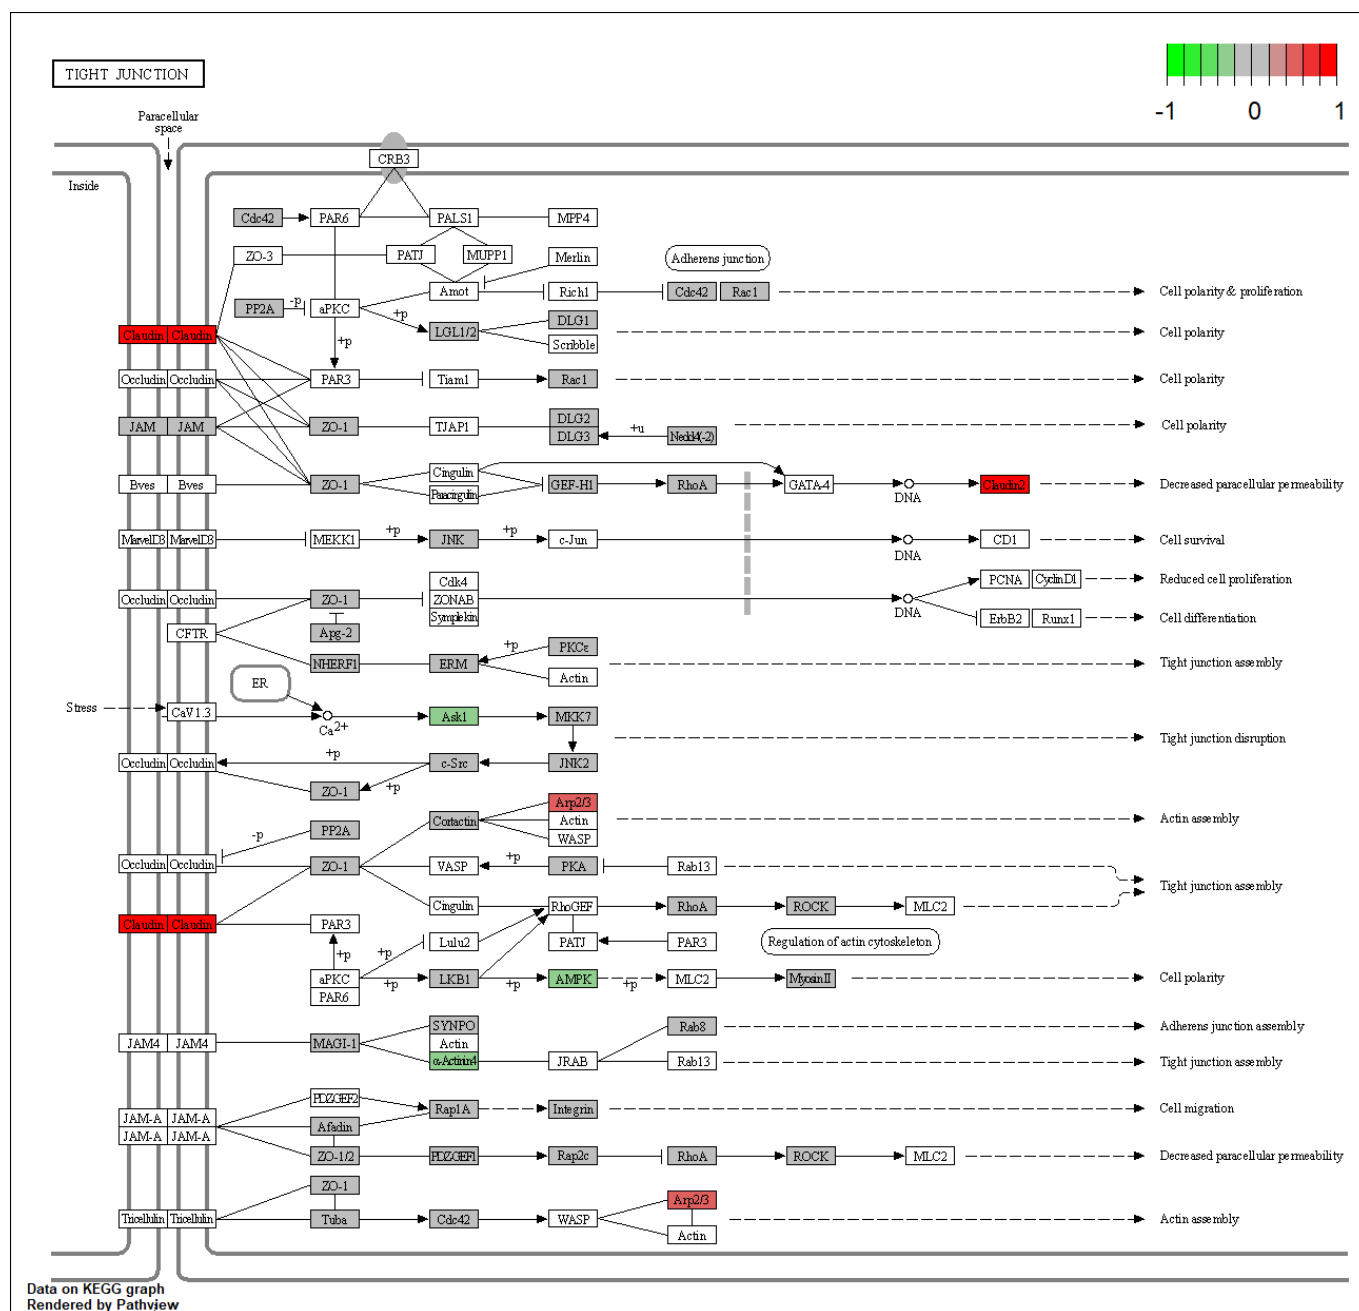 TIGHT JUNCTION
-1 0 1
Paracellular
space
CRB3
Inside
Cdc42 PAR6 PALS1 MPP4
ZO-3 PATJ MUPP1 Merlin Adherens junction
Amot Rich1 Cdc42 Rac1 Cell polarity & proliferation
PP2A -p aPKC
+p LGL1/2 DLG1 Cell polarity
Claudin Claudin +p Scribble
Occludin Occludin PAR3 Tiam1 Rac1 Cell polarity
JAM JAM ZO-1 TJAP1 DLG2 Cell polarity
DLG3 +u Nedd4(-2)
Bves Bves ZO-1 Cingulin GEF-H1 RhoA GATA-4 DNA Claudin2 Decreased paracellular permeability
Paracingulin
MarvelD3 MarvelD3 MEKK1 +p JNK +p c-Jun DNA CD1 Cell survival
Cdk4 PCNA CyclinD1 Reduced cell proliferation
Occludin Occludin ZO-1 ZONAB DNA
Symplekin ErbB2 Runx1 Cell differentiation
CFTR Apg-2
NHERF1 ERM +p PKCε Tight junction assembly
Actin
ER
Stress CaV1.3 Ca2+ Ask1 MKK7
Tight junction disruption
Occludin Occludin +p c-Src JNK2
ZO-1 +p
Arp2/3
Cortactin Actin Actin assembly
-p PP2A WASP
Occludin Occludin ZO-1 VASP +p PKA Rab13
Tight junction assembly
Cingulin RhoGEF RhoA ROCK MLC2
Claudin Claudin PAR3
+p +p Lulu2 PATJ PAR3 Regulation of actin cytoskeleton
aPKC +p LKB1 +p AMPK +p MLC2 MyosinII Cell polarity
PAR6
SYNPO Rab8 Adherens junction assembly
JAM4 JAM4 MAGI-1 Actin
α-Actinin4 JRAB Rab13 Tight junction assembly
PDZGEF2
JAM-A JAM-A Rap1A Integrin Cell migration
JAM-A JAM-A Afadin
ZO-1/2 PDZGEF1 Rap2c RhoA ROCK MLC2 Decreased paracellular permeability
ZO-1 Arp2/3
Tricellulin Tricellulin Tuba Cdc42 WASP Actin assembly
Actin
Data on KEGG graph
Rendered by Pathview